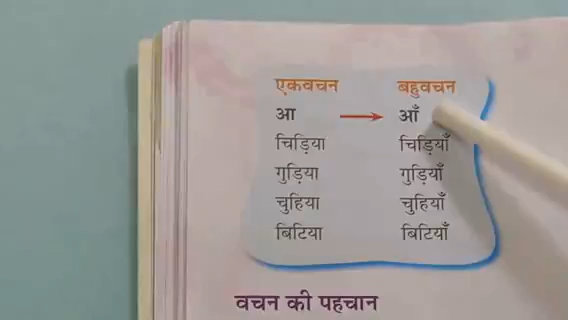 एकवचन बहुवचन
आ → आँ
चिड़िया चिड़ियाँ
गुड़िया गुड़ियाँ
चुहिया चुहियाँ
बिटिया बिटियाँ
वचन की पहचान